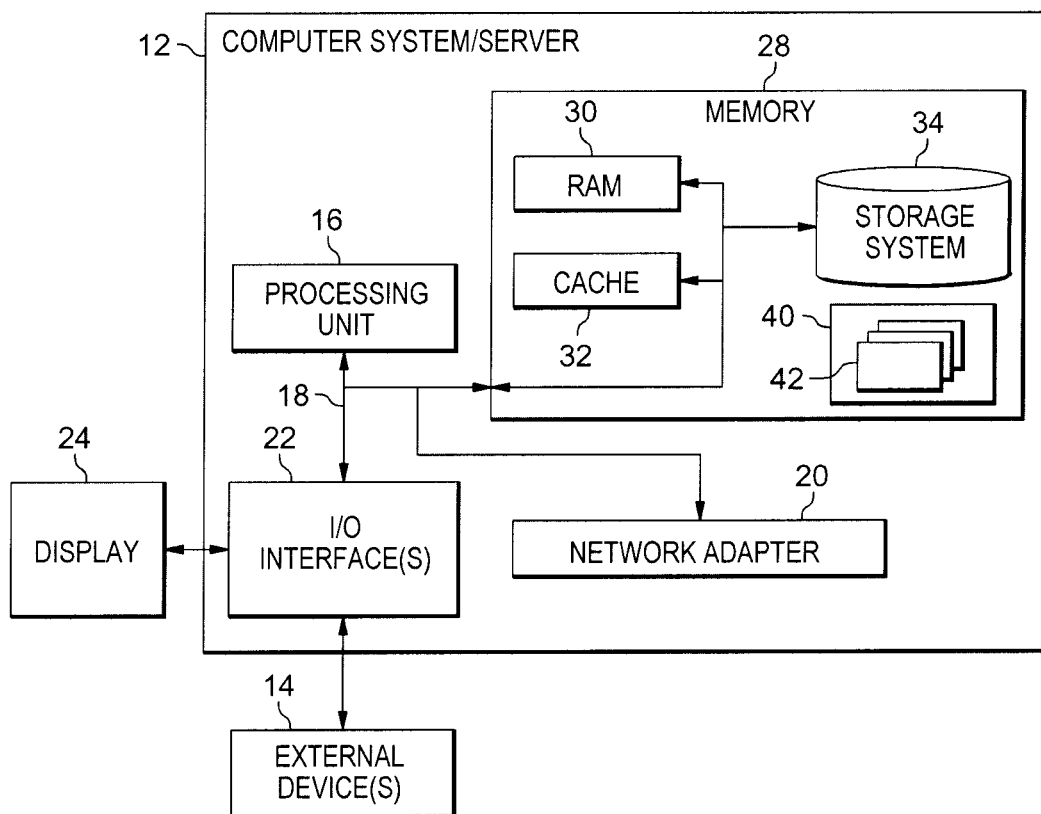 12
COMPUTER SYSTEM/SERVER
28
MEMORY
30
RAM
34
STORAGE
SYSTEM
16
PROCESSING
UNIT
CACHE
32
40
42
18
24
DISPLAY
22
I/O
INTERFACE(S)
20
NETWORK ADAPTER
14
EXTERNAL
DEVICE(S)